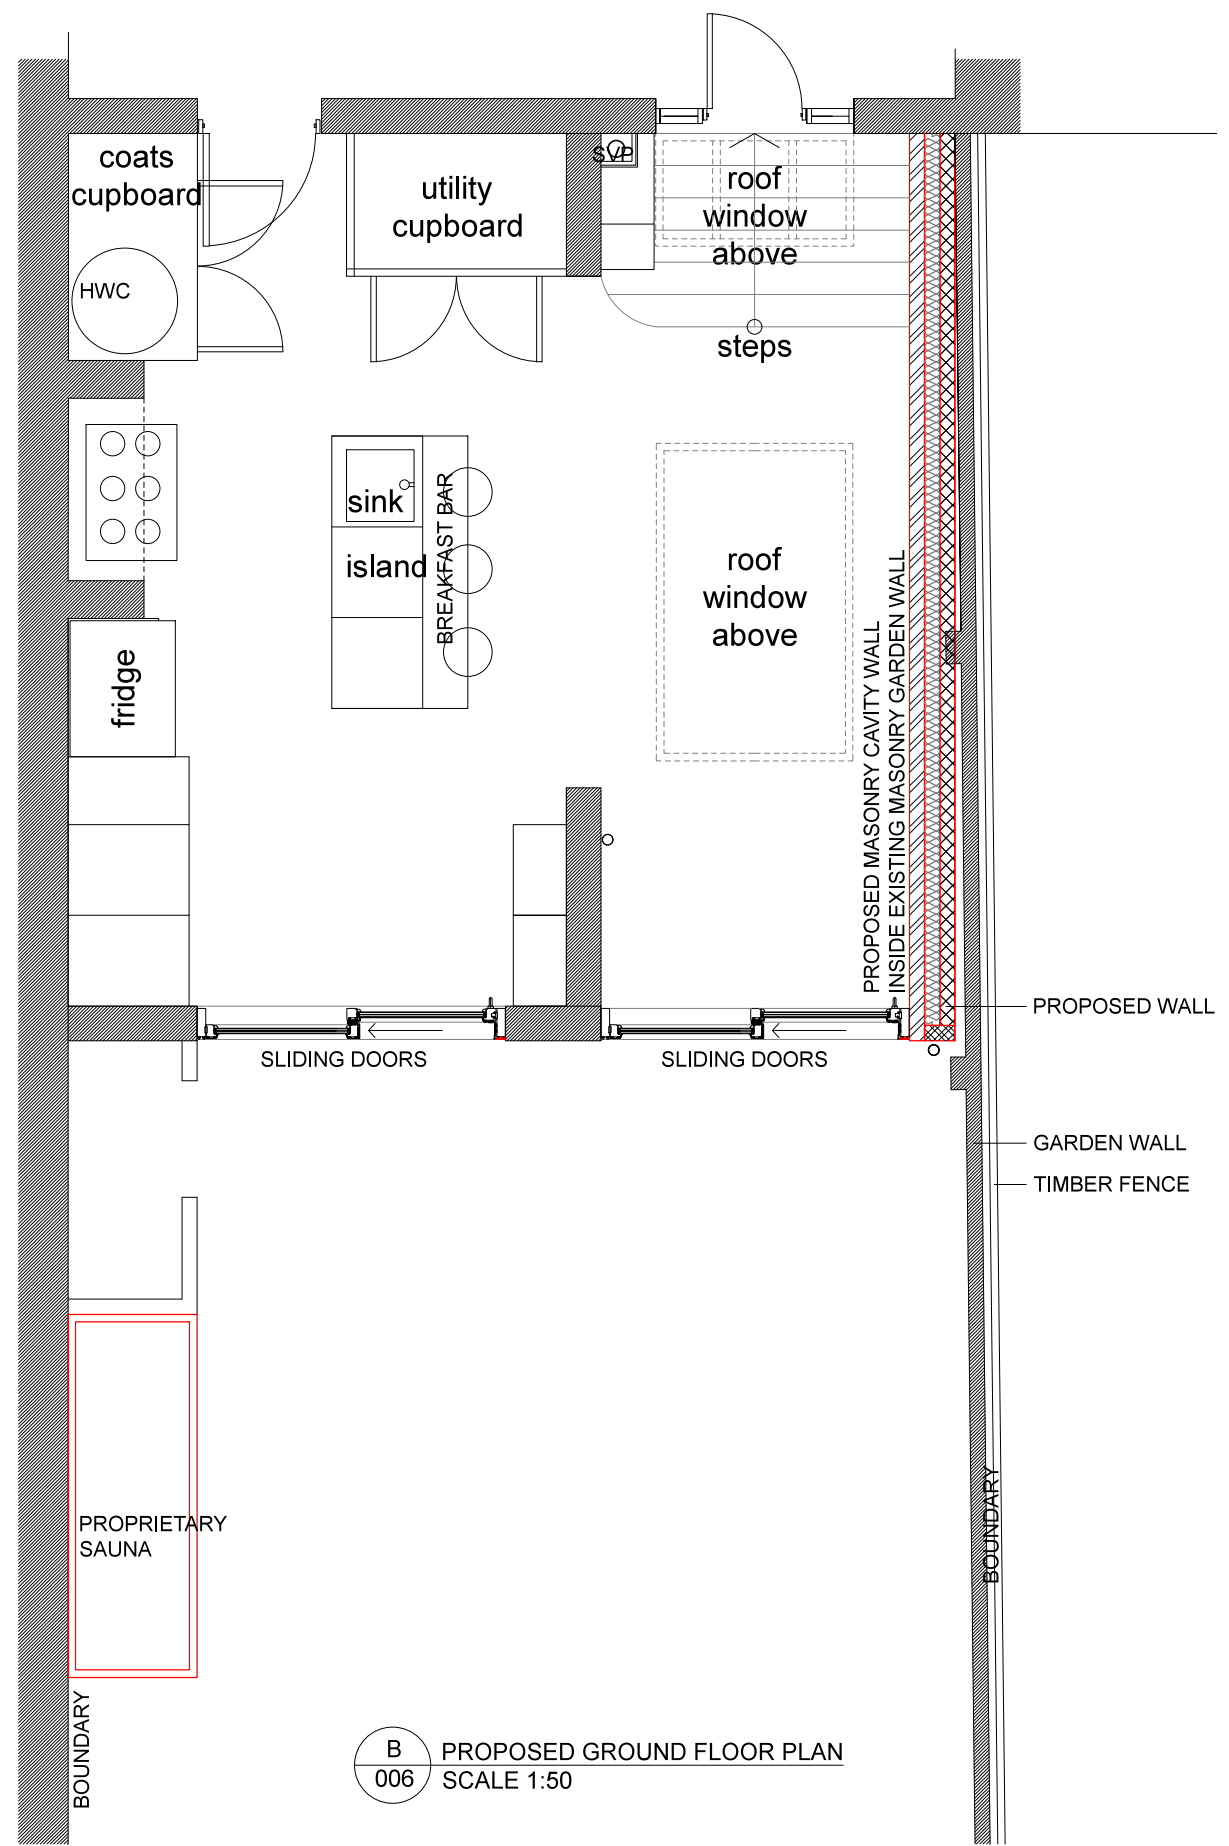 coats
cupboard
HWC
utility
cupboard
SVP
roof
window
above
steps
sink
island
BREAKFAST BAR
roof
window
above
fridge
PROPOSED MASONRY CAVITY WALL
INSIDE EXISTING MASONRY GARDEN WALL
PROPOSED WALL
SLIDING DOORS
SLIDING DOORS
GARDEN WALL
TIMBER FENCE
PROPRIETARY
SAUNA
BOUNDARY
BOUNDARY
B
006
PROPOSED GROUND FLOOR PLAN
SCALE 1:50